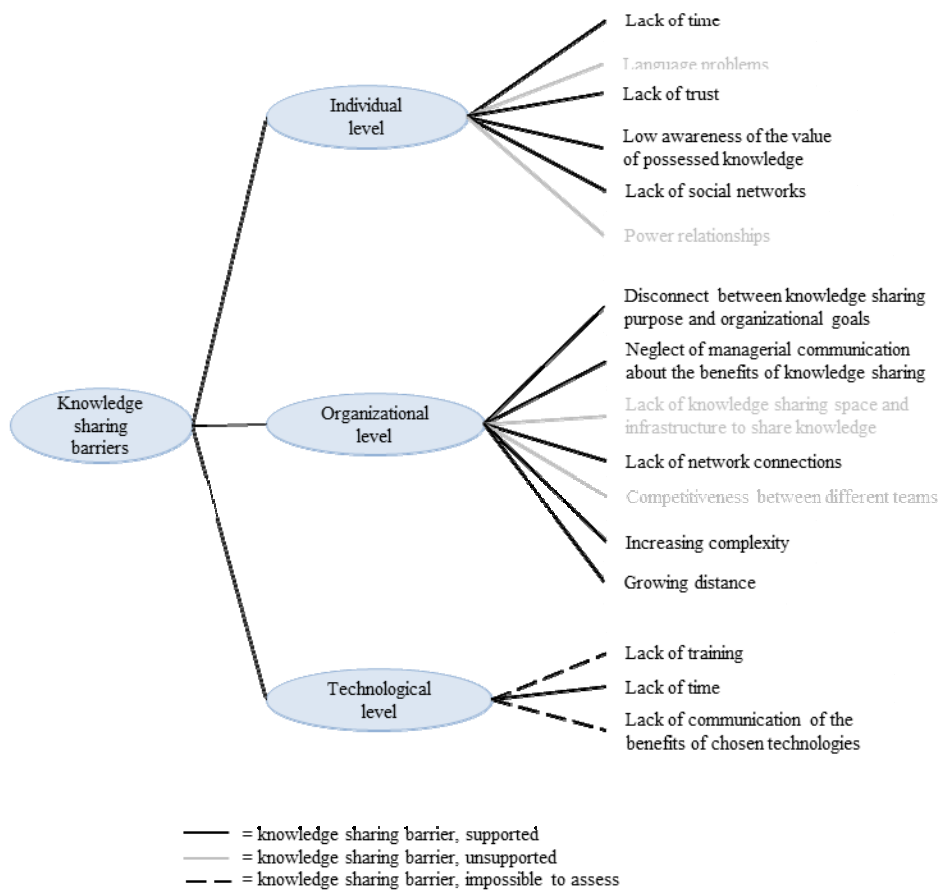 Lack of time
Language problems
Lack of trust
Individual
level
Low awareness of the value
of possessed knowledge
Lack of social networks
Power relationships
Disconnect between knowledge sharing
purpose and organizational goals
Neglect of managerial communication
about the benefits of knowledge sharing
Knowledge
sharing
barriers
Organizational
level
Lack of knowledge sharing space and
infrastructure to share knowledge
Lack of network connections
Competitiveness between different teams
Increasing complexity
Growing distance
Lack of training
Technological
level
Lack of time
Lack of communication of the
benefits of chosen technologies
= knowledge sharing barrier, supported
= knowledge sharing barrier, unsupported
= knowledge sharing barrier, impossible to assess